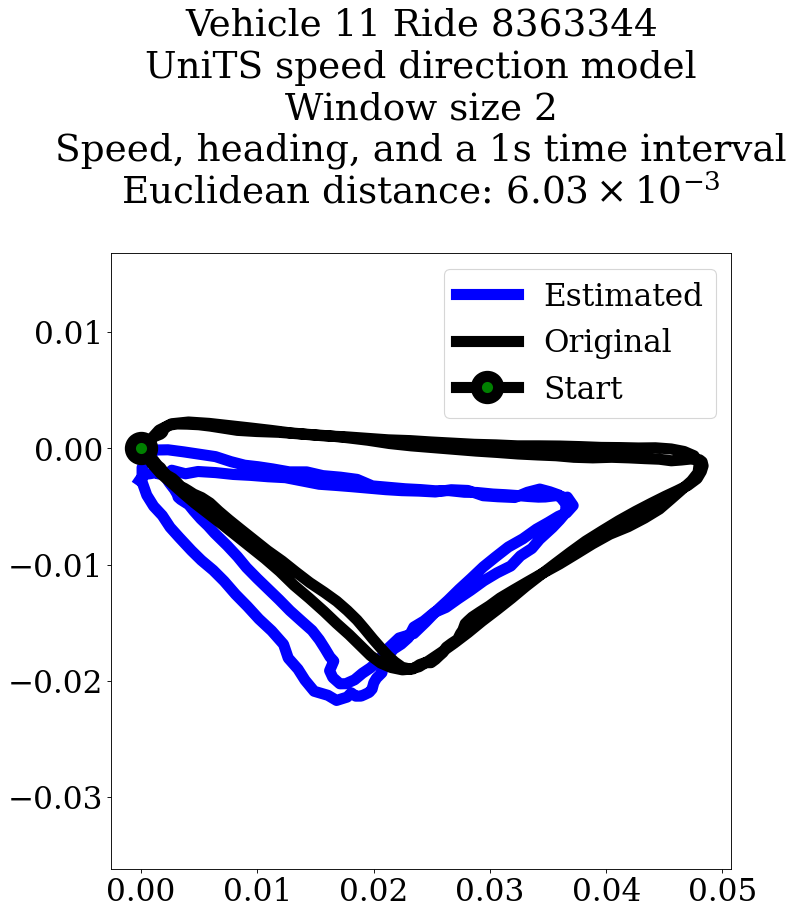 Vehicle 11 Ride 8363344
UniTS speed direction model
Window size 2
Speed, heading, and a 1s time interval
Euclidean distance: 6.03 × 10⁻³
Estimated
Original
Start
0.01
0.00
−0.01
−0.02
−0.03
0.00 0.01 0.02 0.03 0.04 0.05